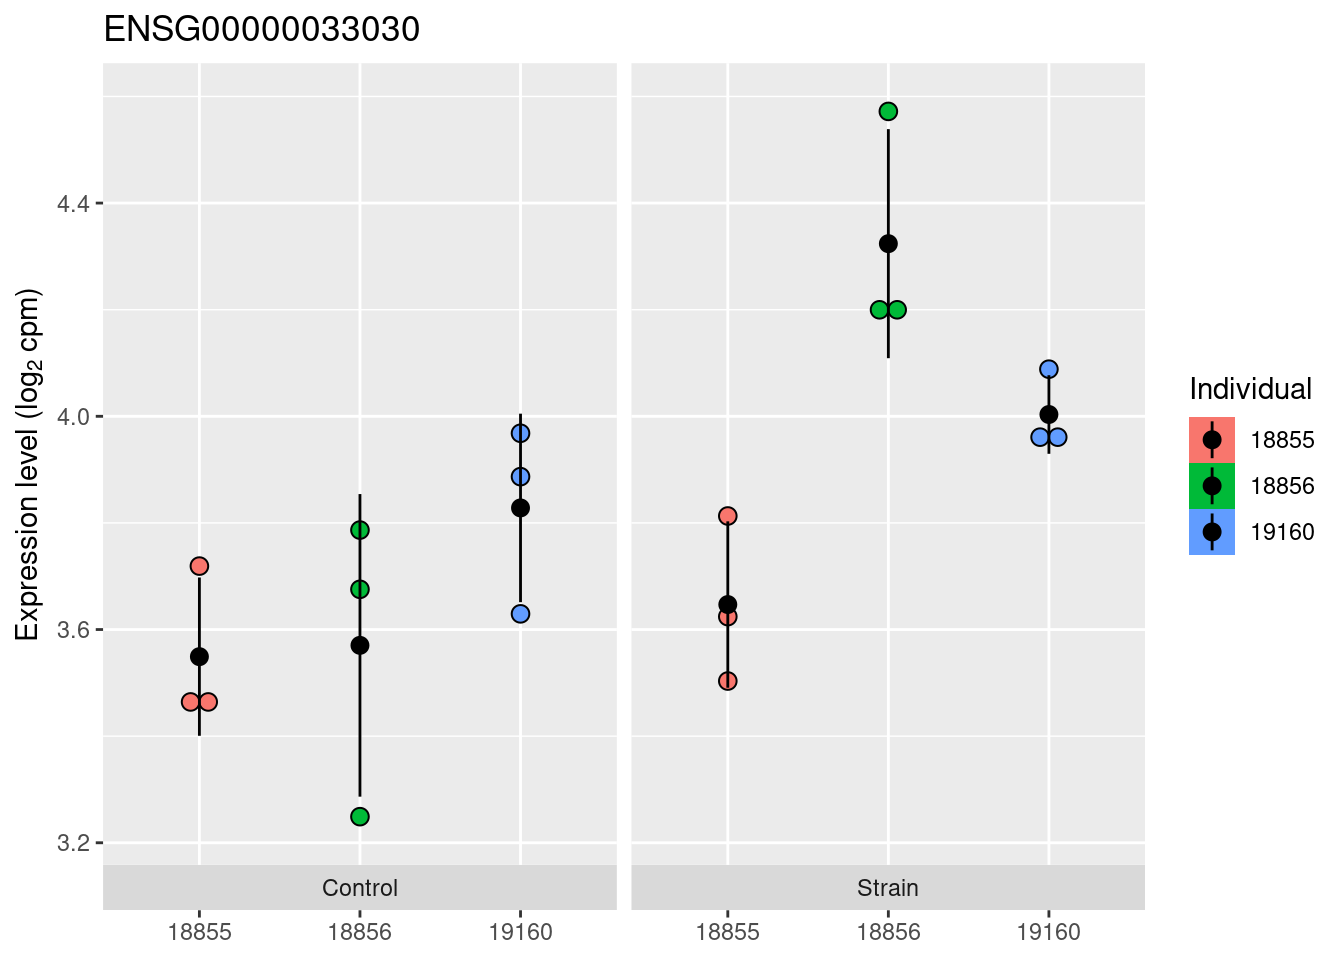 ENSG00000033030
Expression level (log₂ cpm)
4.4
4.0
3.6
3.2
Control
Strain
18855
18856
19160
18855
18856
19160
Individual
18855
18856
19160